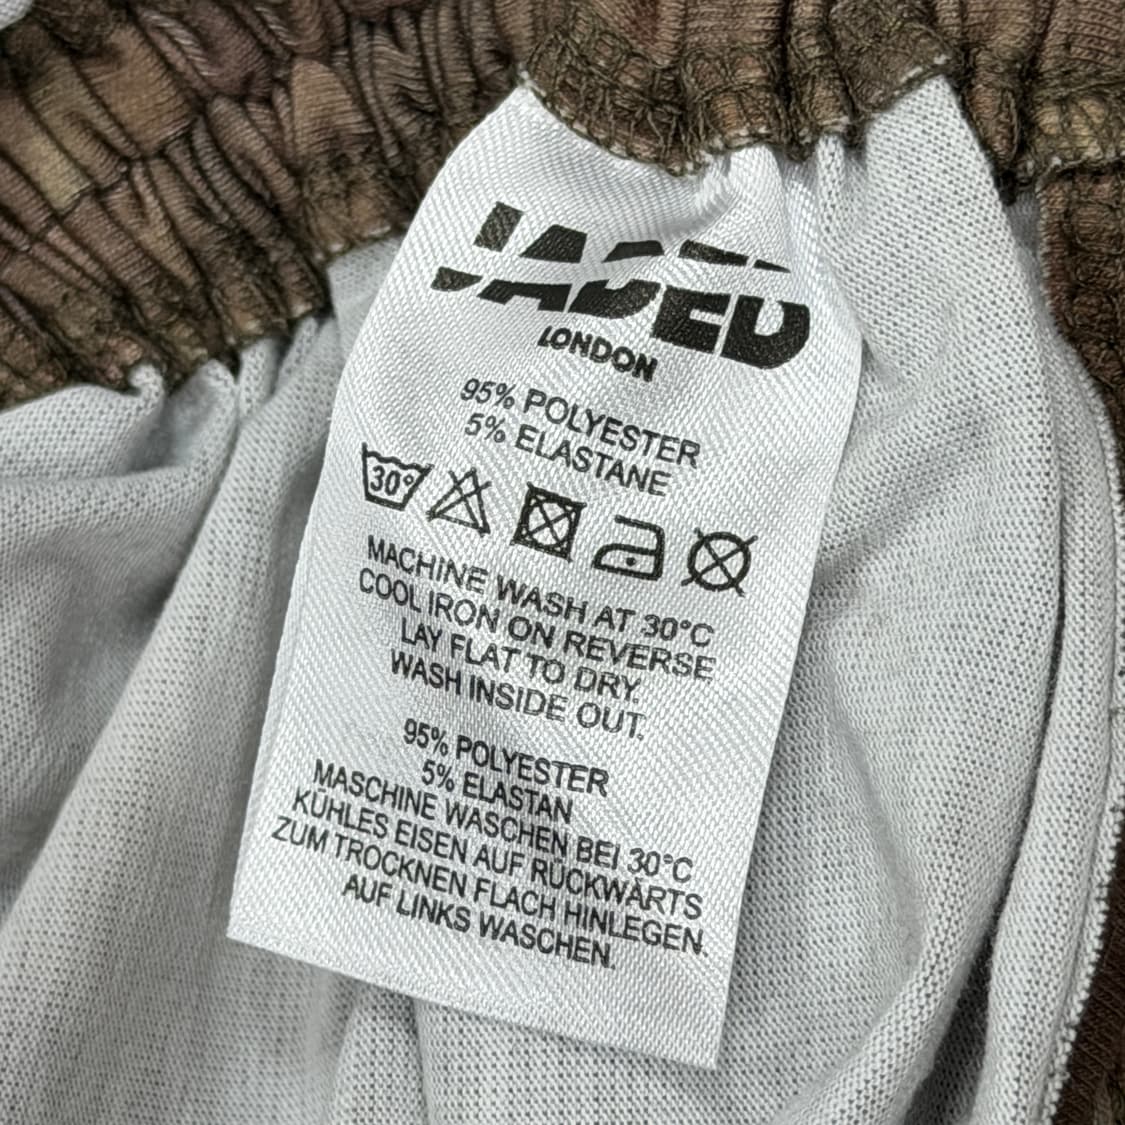 JADED
LONDON
95% POLYESTER
5% ELASTANE
30°
MACHINE WASH AT 30°C
COOL IRON ON REVERSE
LAY FLAT TO DRY.
WASH INSIDE OUT.
95% POLYESTER
5% ELASTAN
MASCHINE WASCHEN BEI 30°C
KÜHLES EISEN AUF RÜCKWÄRTS
ZUM TROCKNEN FLACH HINLEGEN.
AUF LINKS WASCHEN.